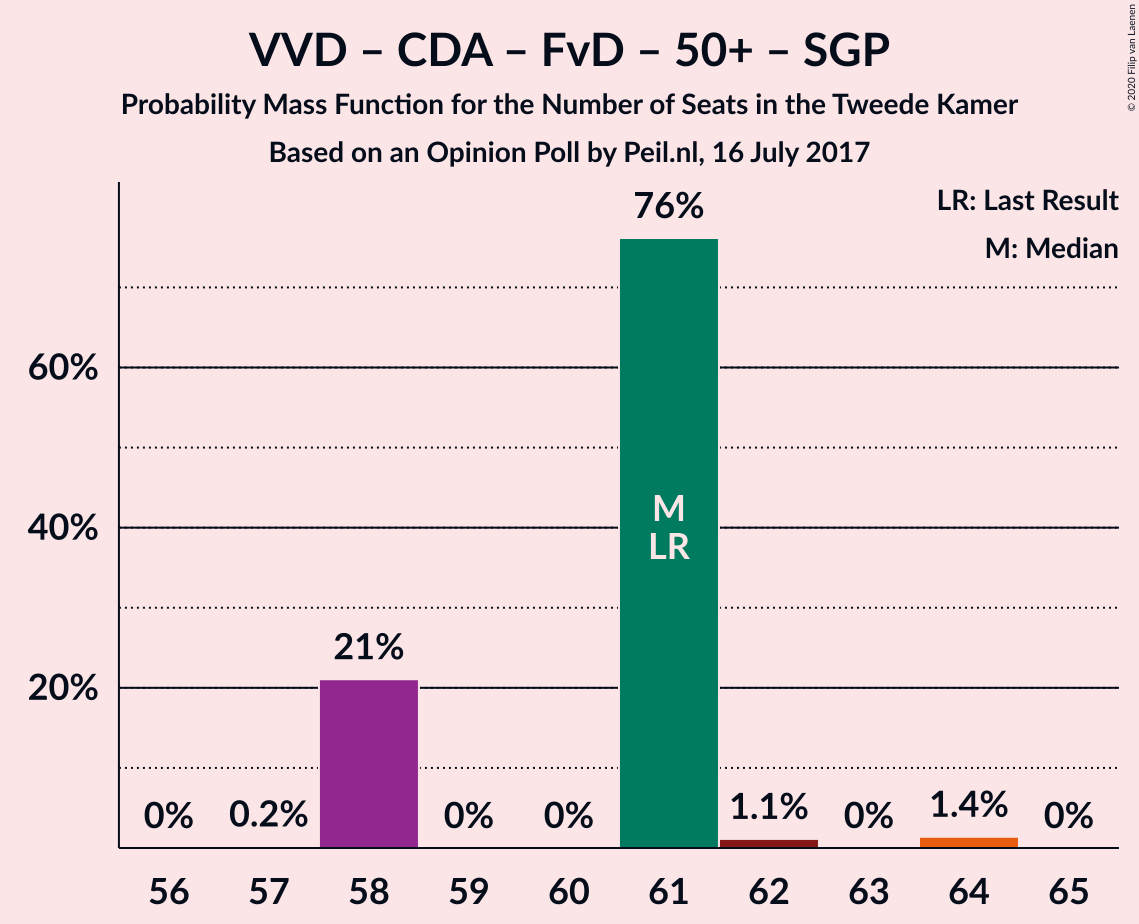 VVD – CDA – FvD – 50+ – SGP
Probability Mass Function for the Number of Seats in the Tweede Kamer
Based on an Opinion Poll by Peil.nl, 16 July 2017
© 2020 Filip van Laenen
LR: Last Result
M: Median
60%
40%
20%
0%
0.2%
21%
0%
0%
76%
M
LR
1.1%
0%
1.4%
0%
56 57 58 59 60 61 62 63 64 65